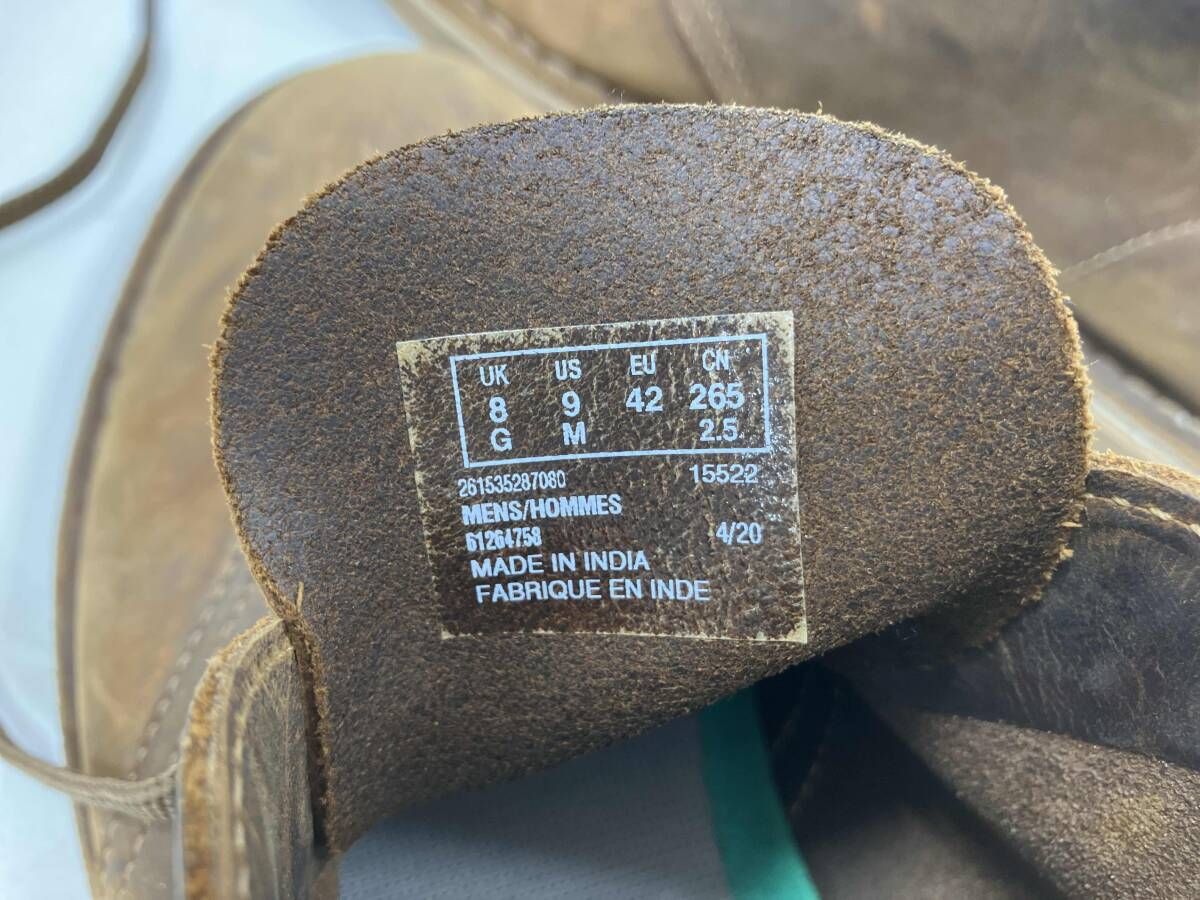 UK US EU CN
8 9 42 265
G M 2.5
261535287080 15522
MENS/HOMMES
61264758 4/20
MADE IN INDIA
FABRIQUE EN INDE